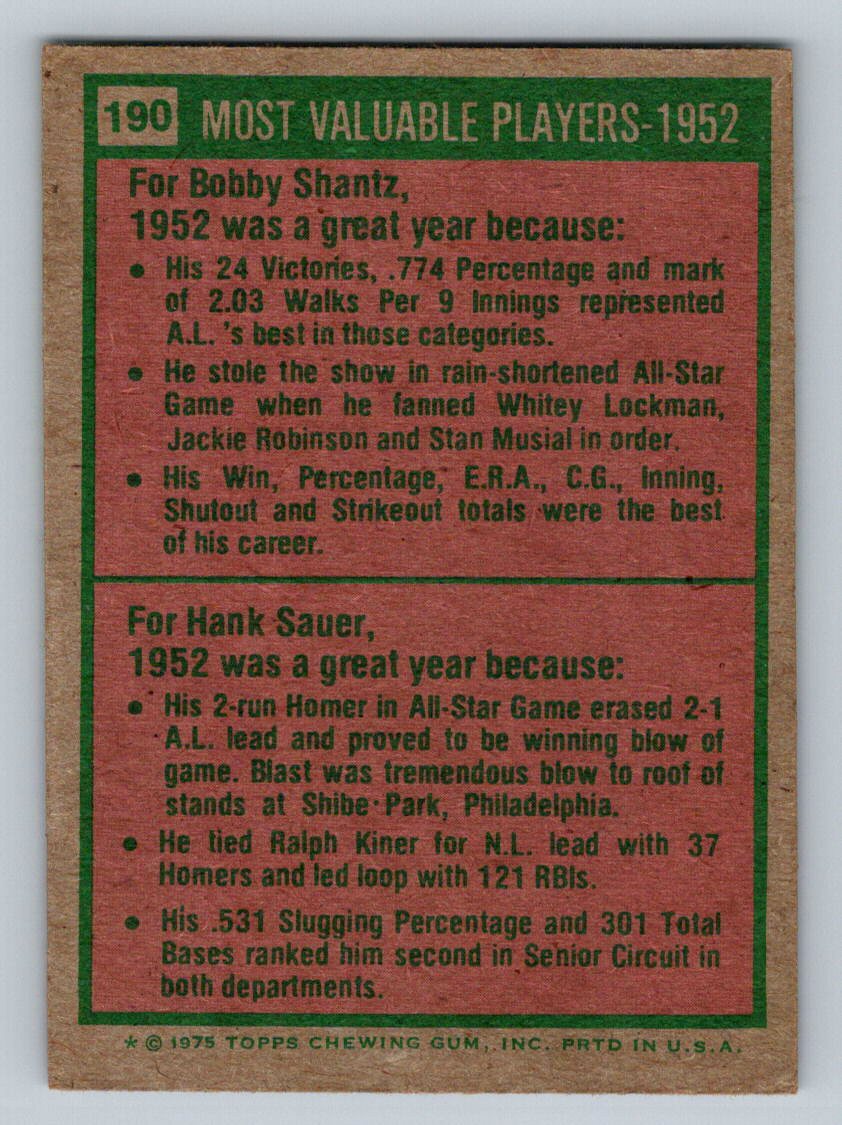 190 MOST VALUABLE PLAYERS-1952
For Bobby Shantz,
1952 was a great year because:
• His 24 Victories, .774 Percentage and mark
of 2.03 Walks Per 9 Innings represented
A.L. 's best in those categories.
• He stole the show in rain-shortened All-Star
Game when he fanned Whitey Lockman,
Jackie Robinson and Stan Musial in order.
• His Win, Percentage, E.R.A., C.G., Inning,
Shutout and Strikeout totals were the best
of his career.
For Hank Sauer,
1952 was a great year because:
• His 2-run Homer in All-Star Game erased 2-1
A.L. lead and proved to be winning blow of
game. Blast was tremendous blow to roof of
stands at Shibe Park, Philadelphia.
• He tied Ralph Kiner for N.L. lead with 37
Homers and led loop with 121 RBIs.
• His .531 Slugging Percentage and 301 Total
Bases ranked him second in Senior Circuit in
both departments.
* © 1975 TOPPS CHEWING GUM, INC. PRTD IN U.S.A.